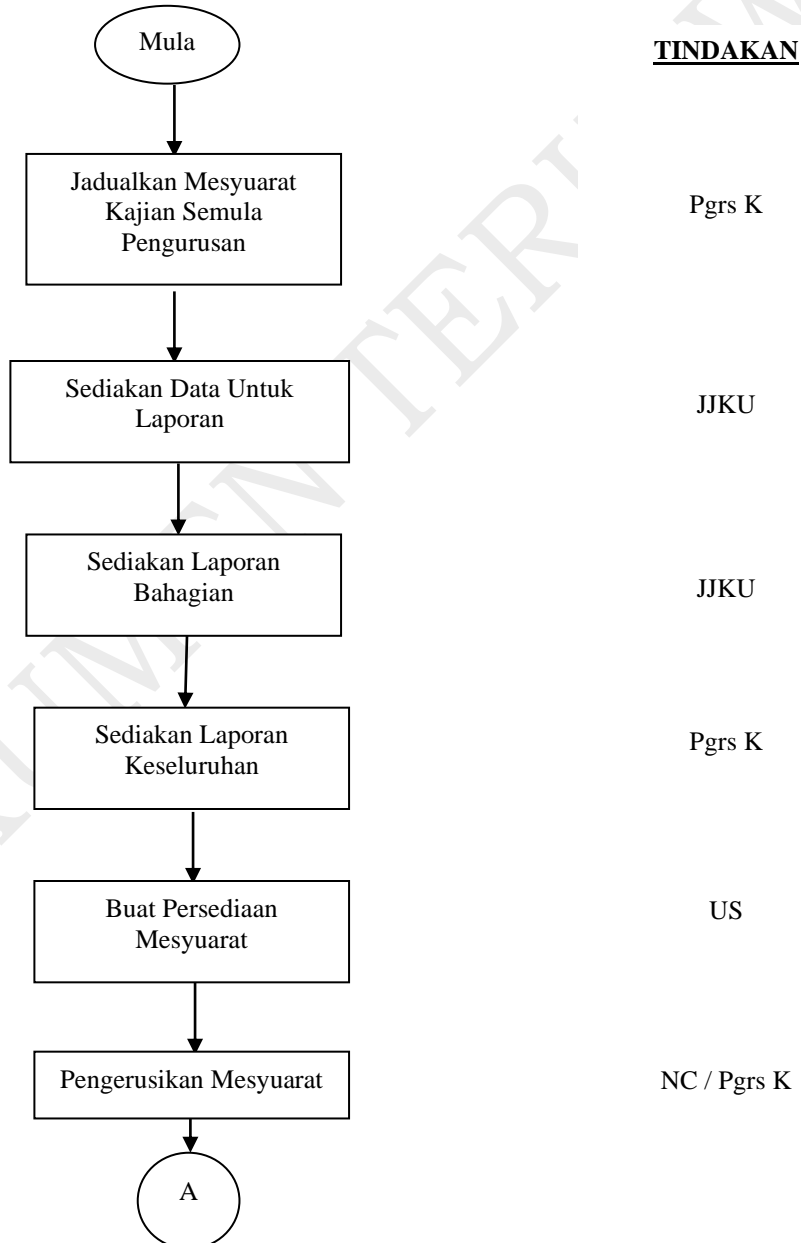 Mula
TINDAKAN
Jadualkan Mesyuarat
Kajian Semula
Pengurusan
Pgrs K
Sediakan Data Untuk
Laporan
JJKU
Sediakan Laporan
Bahagian
JJKU
Sediakan Laporan
Keseluruhan
Pgrs K
Buat Persediaan
Mesyuarat
US
Pengerusikan Mesyuarat
NC / Pgrs K
A